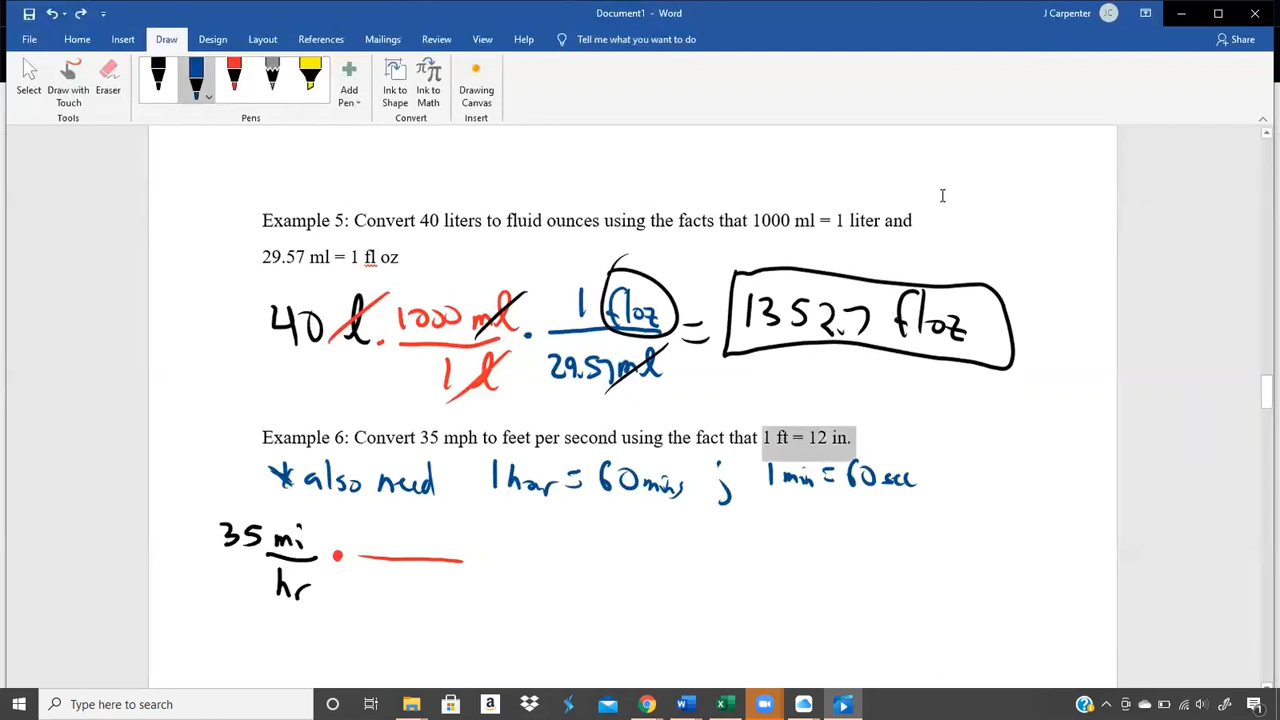 Document1 - Word
J Carpenter JC
File Home Insert Draw Design Layout References Mailings Review View Help Tell me what you want to do Share
Select Draw with Touch Eraser Add Pen Ink to Shape Ink to Math Drawing Canvas
Tools Pens Convert Insert
Example 5: Convert 40 liters to fluid ounces using the facts that 1000 ml = 1 liter and
29.57 ml = 1 fl oz
40 l · 1000 ml / 1 l · 1 fl oz / 29.57 ml = 1352.7 fl oz
Example 6: Convert 35 mph to feet per second using the fact that 1 ft = 12 in.
*also need 1 hour = 60 mins ; 1 min = 60 sec
35 mi / hr ·
Type here to search